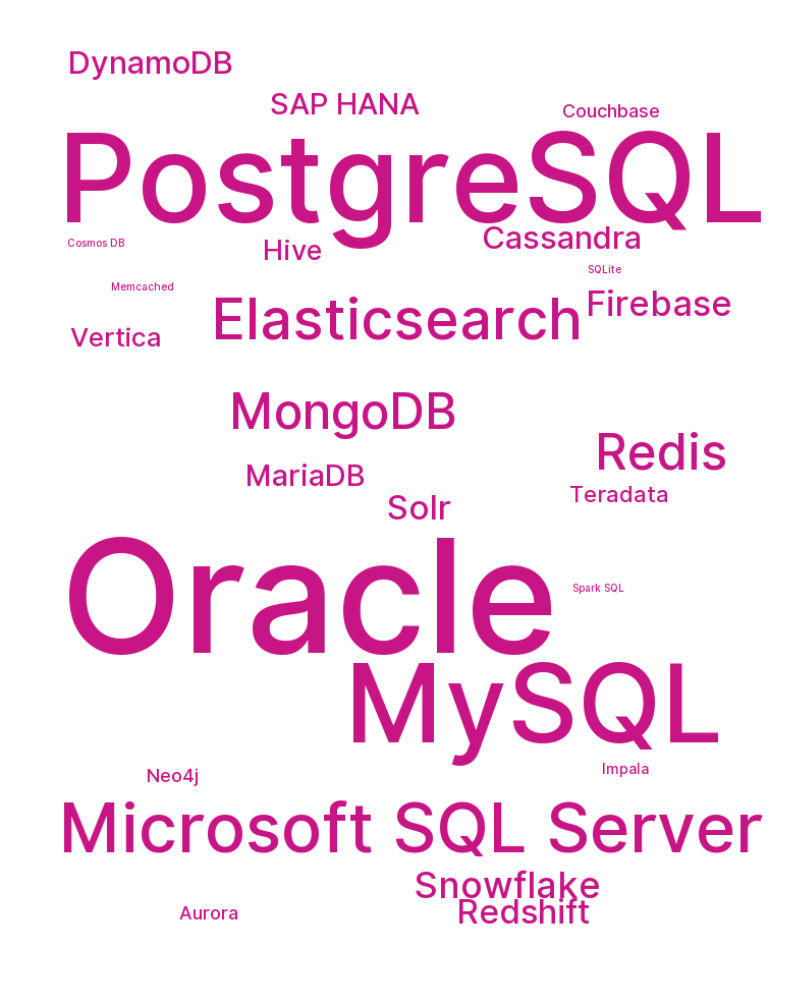 DynamoDB
SAP HANA
Couchbase
PostgreSQL
Cassandra
Cosmos DB
Hive
SQLite
Memcached
Firebase
Elasticsearch
Vertica
MongoDB
Redis
MariaDB
Teradata
Solr
Oracle
Spark SQL
MySQL
Impala
Neo4j
Microsoft SQL Server
Snowflake
Redshift
Aurora